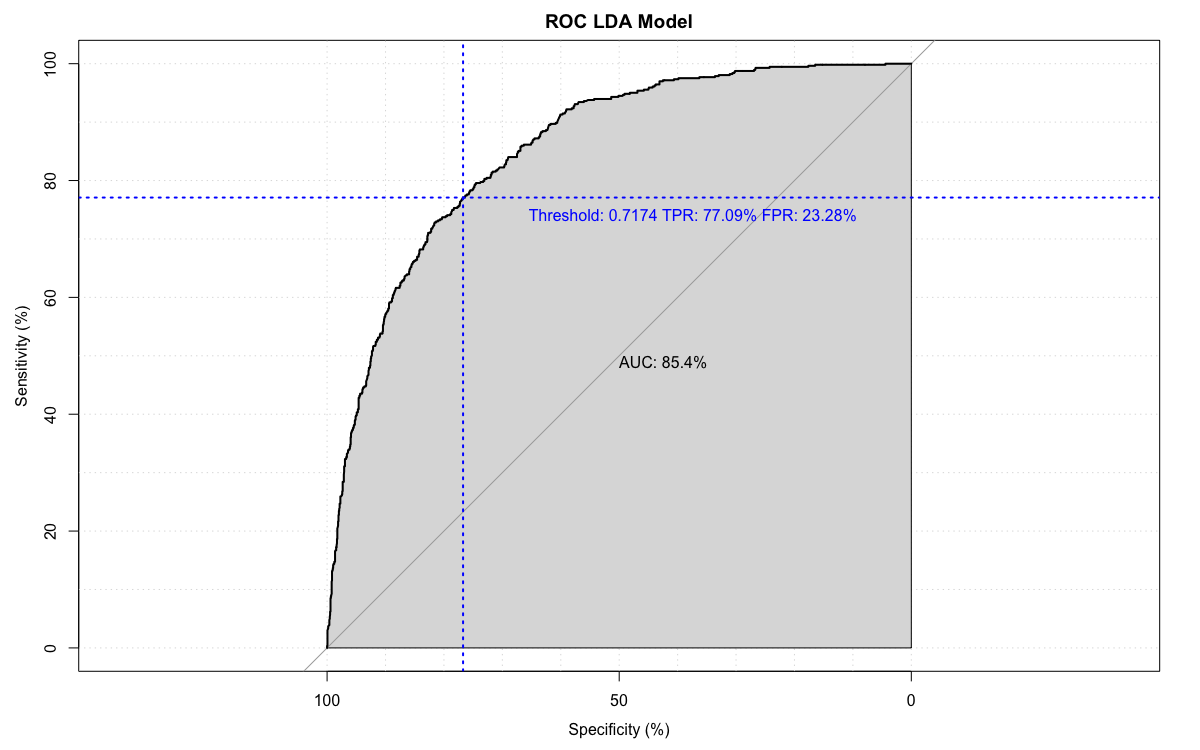 ROC LDA Model
Sensitivity (%)
100
80
60
40
20
0
Threshold: 0.7174 TPR: 77.09% FPR: 23.28%
AUC: 85.4%
100 50 0
Specificity (%)